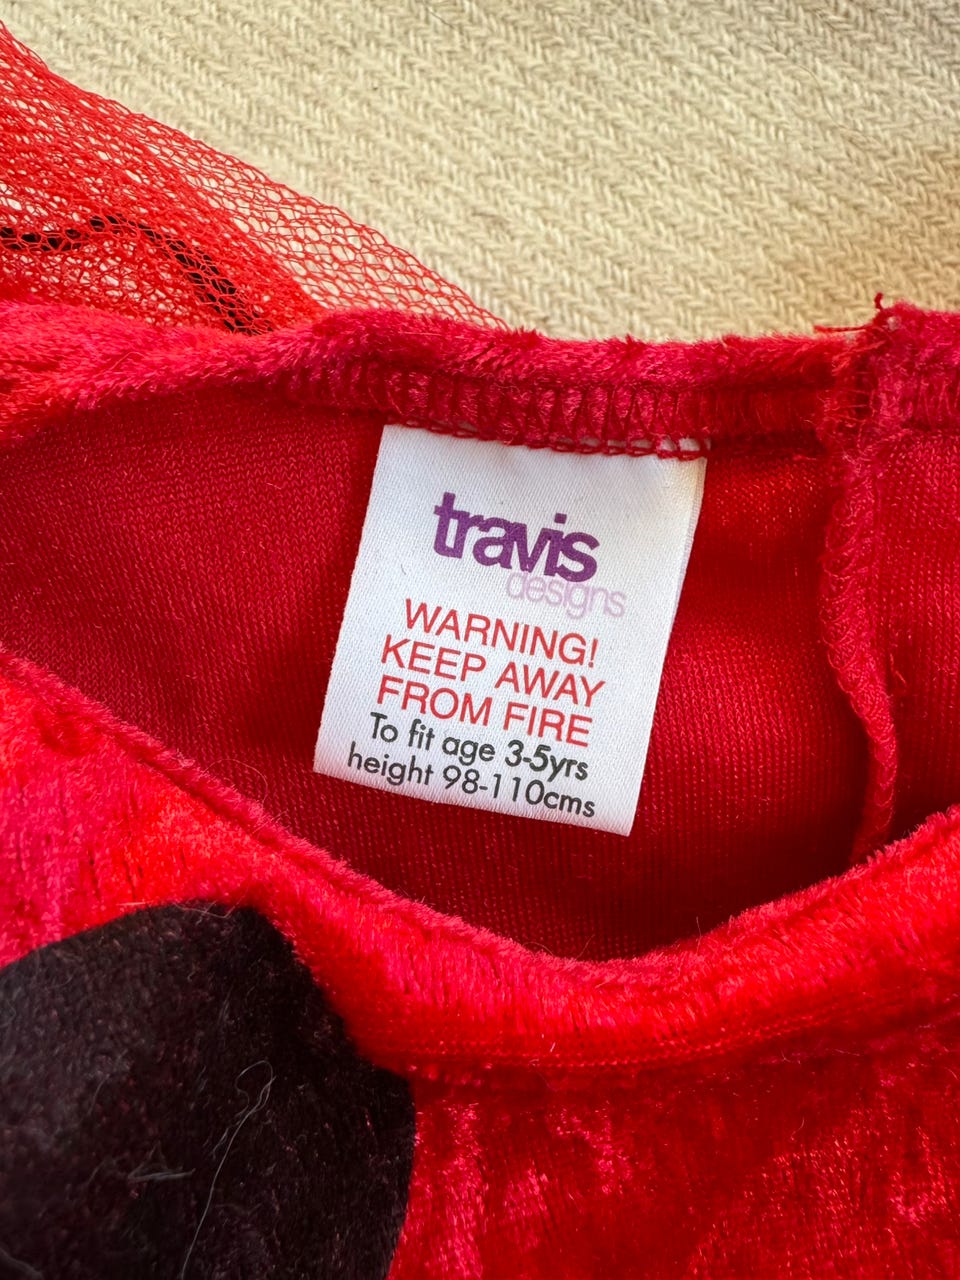 travis
designs
WARNING!
KEEP AWAY
FROM FIRE
To fit age 3-5yrs
height 98-110cms